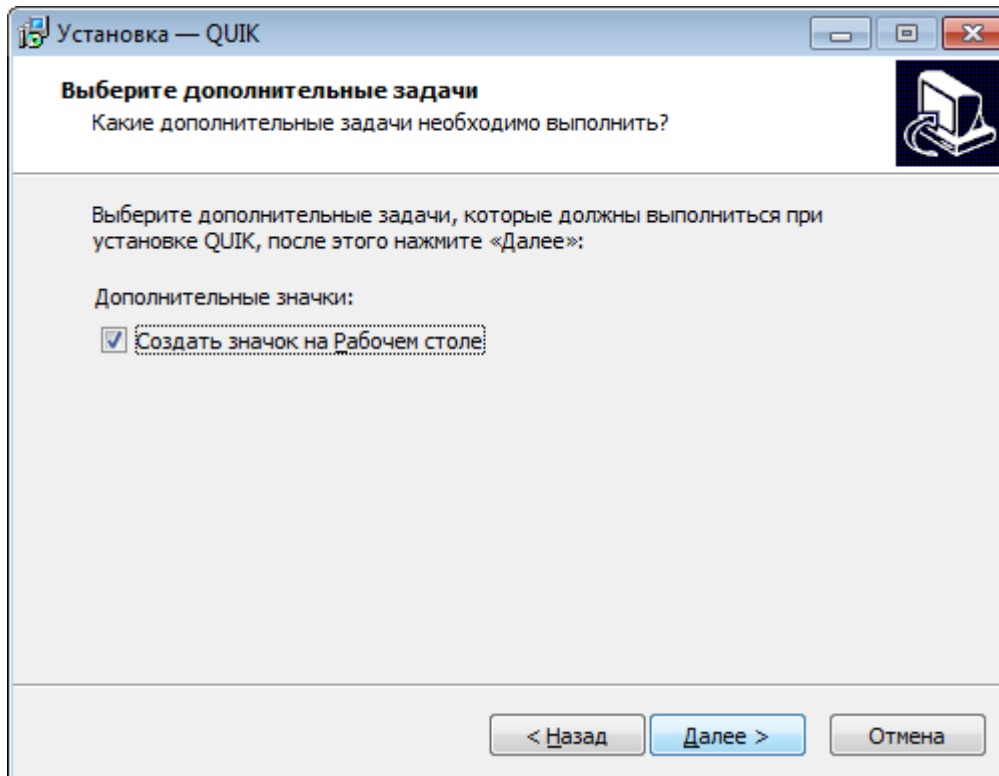 Установка — QUIK
Выберите дополнительные задачи
Какие дополнительные задачи необходимо выполнить?
Выберите дополнительные задачи, которые должны выполниться при
установке QUIK, после этого нажмите «Далее»:
Дополнительные значки:
Создать значок на Рабочем столе
< Назад
Далее >
Отмена